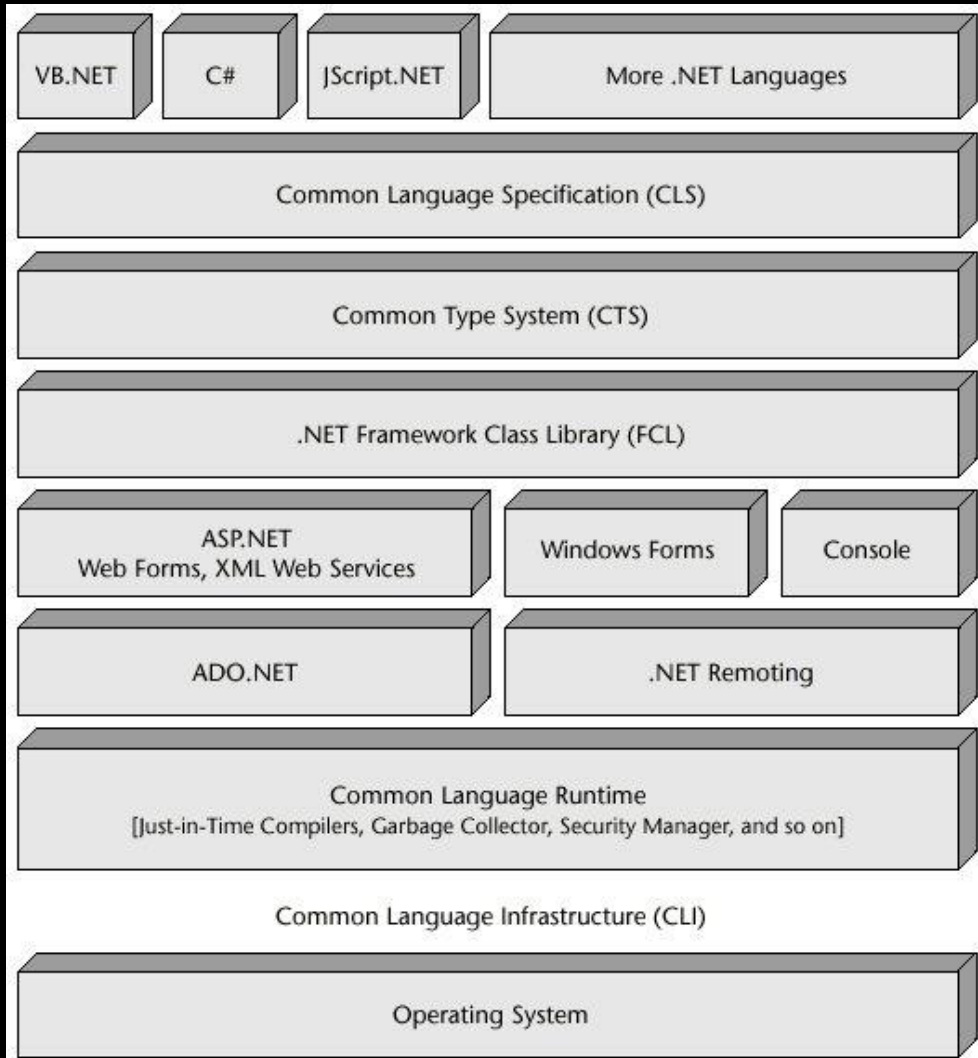 VB.NET
C#
JScript.NET
More .NET Languages
Common Language Specification (CLS)
Common Type System (CTS)
.NET Framework Class Library (FCL)
ASP.NET
Web Forms, XML Web Services
Windows Forms
Console
ADO.NET
.NET Remoting
Common Language Runtime
[Just-in-Time Compilers, Garbage Collector, Security Manager, and so on]
Common Language Infrastructure (CLI)
Operating System